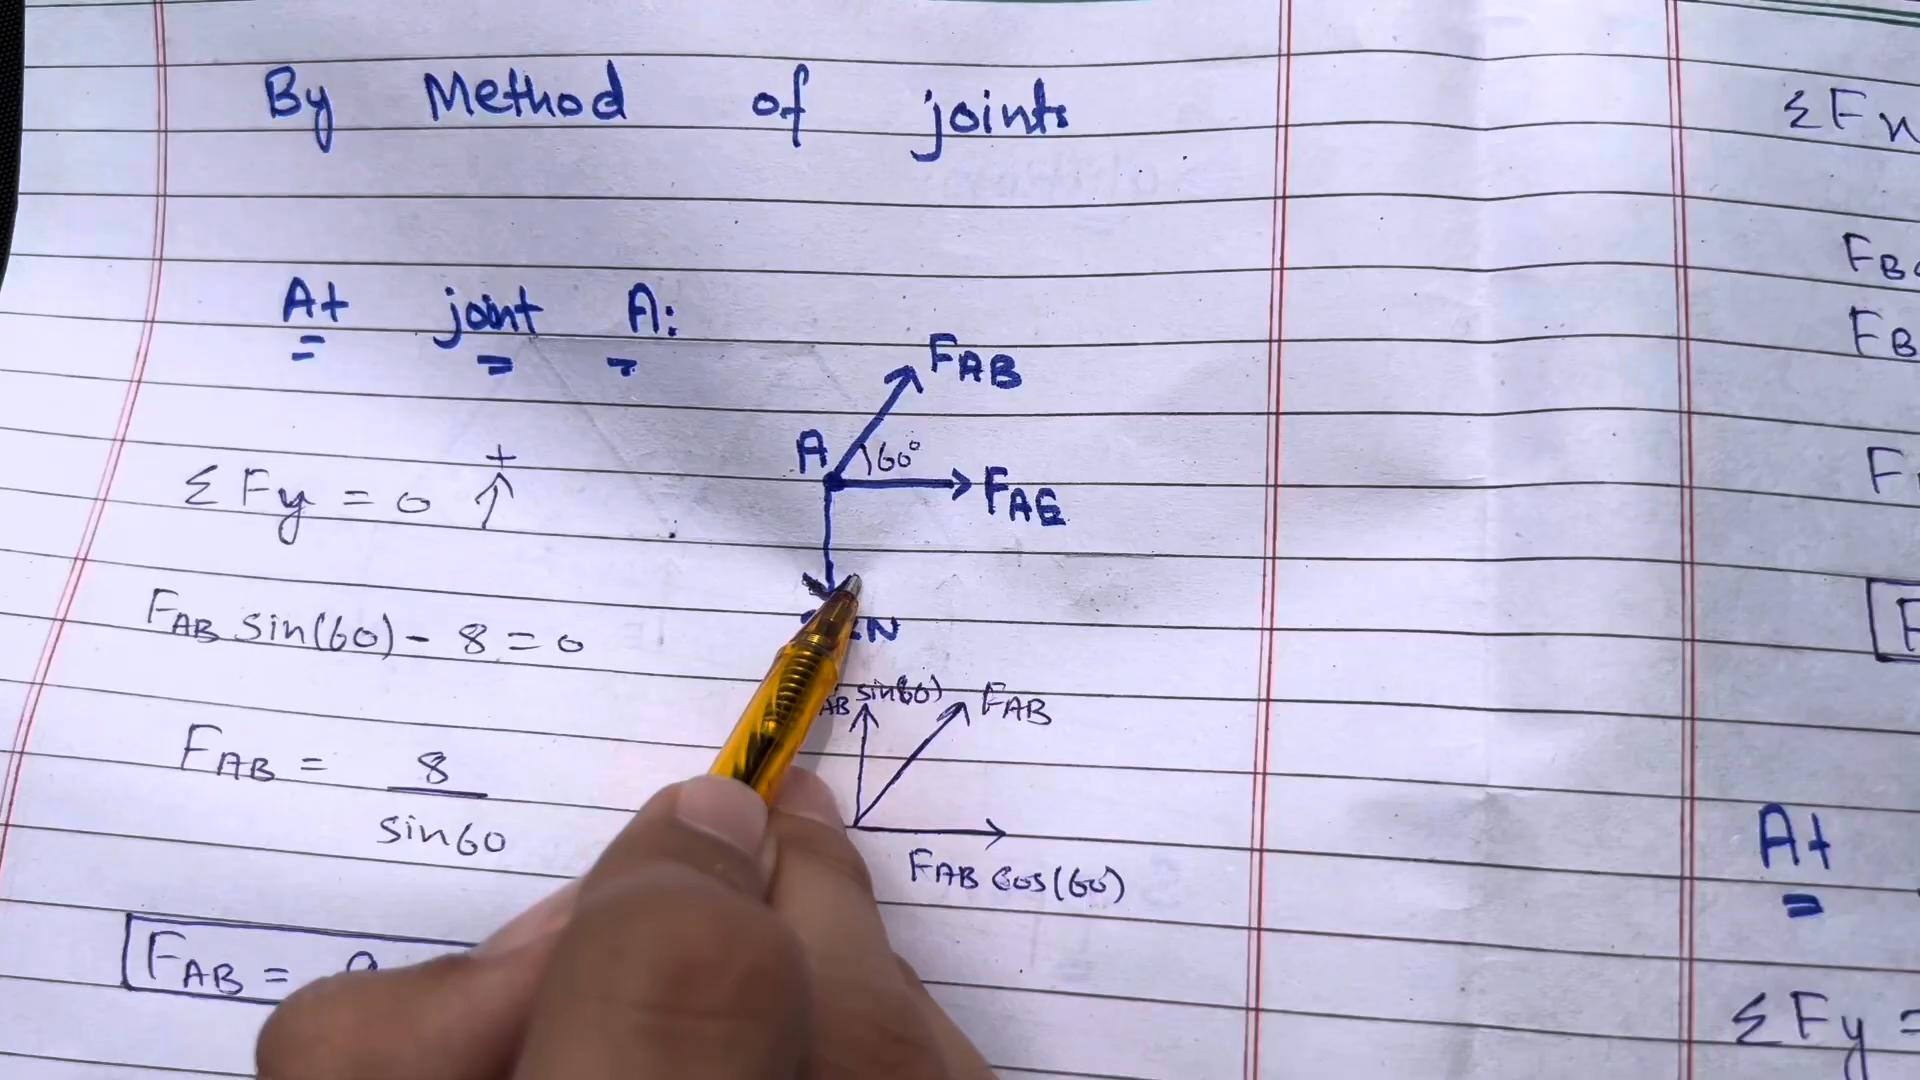 By Method of joints
At joint A:
FAB
A 60°
FAE
ΣFy = 0 ↑+
FAB sin(60) - 8 = 0
N
AB sin(60) FAB
FAB = 8
sin60
FAB cos(60)
FAB =
ΣFx
FB
FB
F
At
ΣFy =